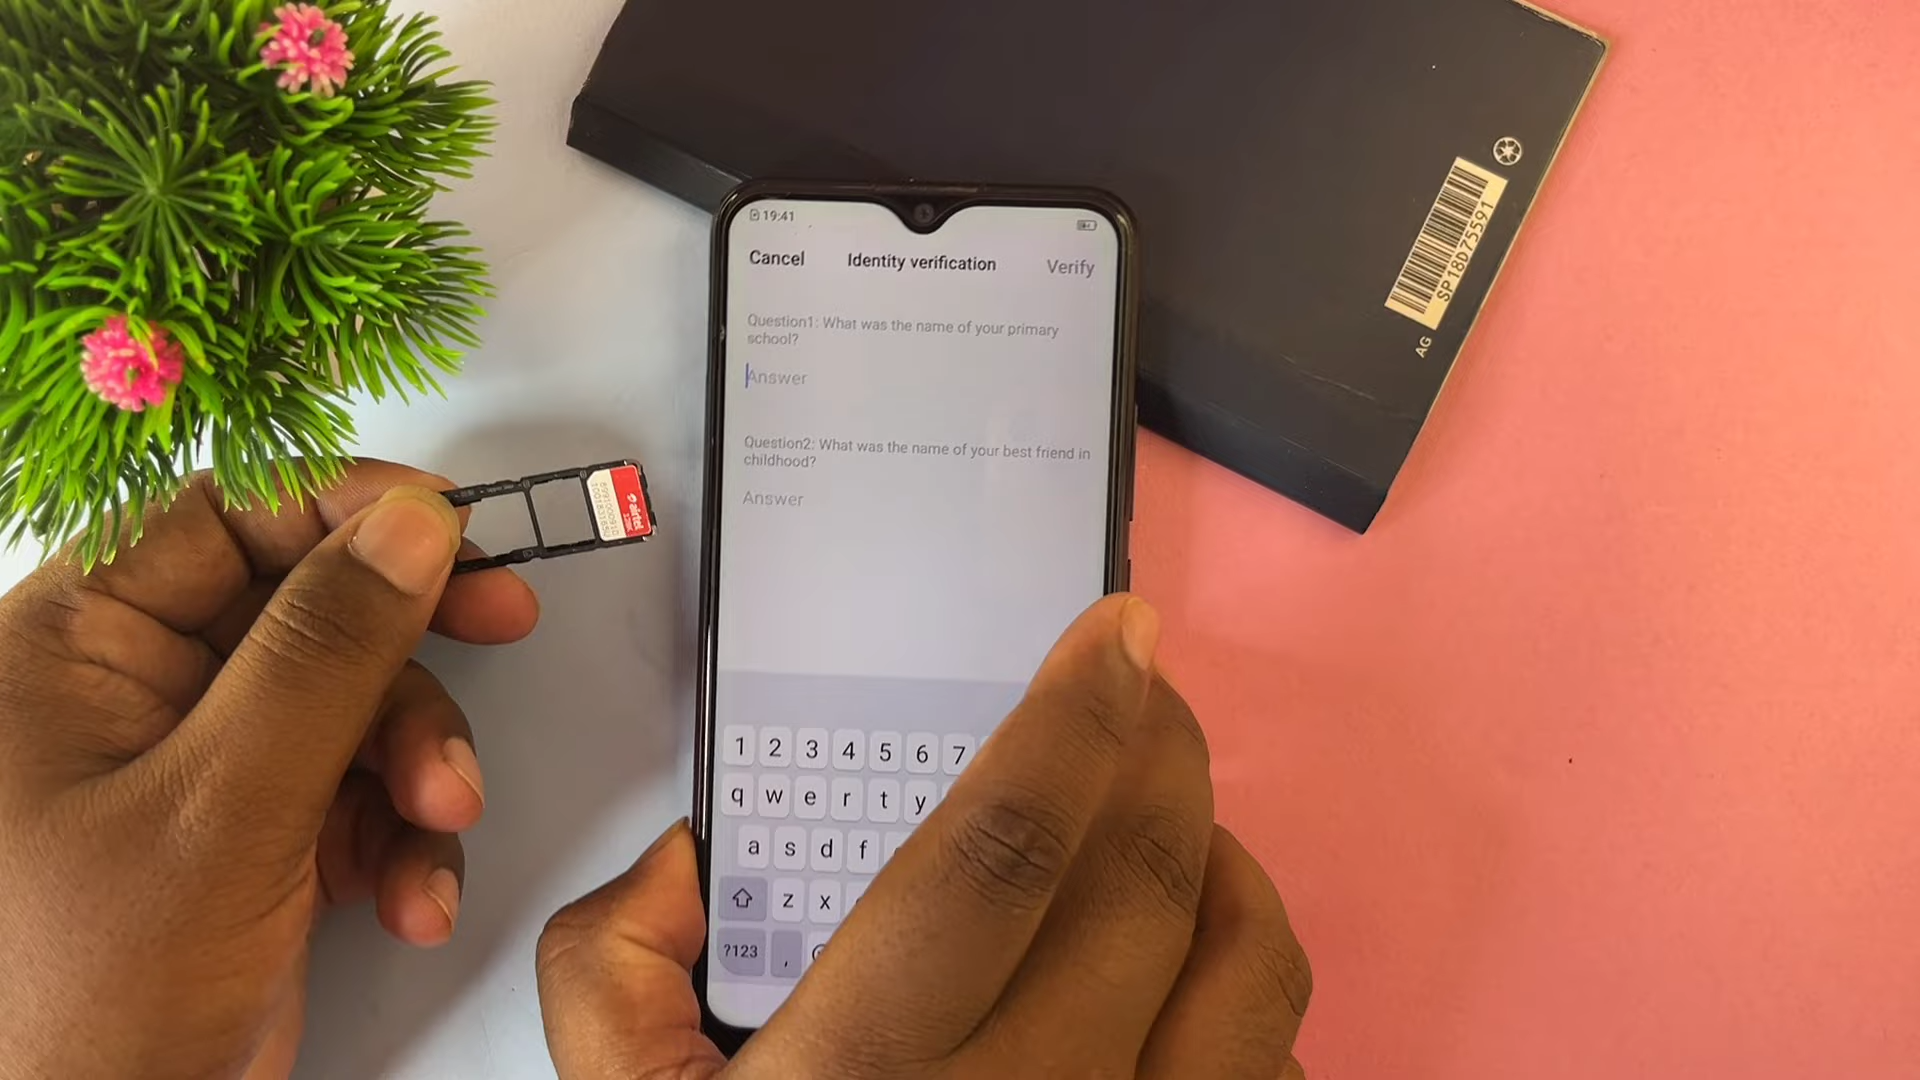 19:41
Cancel Identity verification Verify
Question1: What was the name of your primary
school?
Answer
Question2: What was the name of your best friend in
childhood?
Answer
1 2 3 4 5 6 7
q w e r t y
a s d f
z x
?123 ,
airtel
SP18D75591
AG